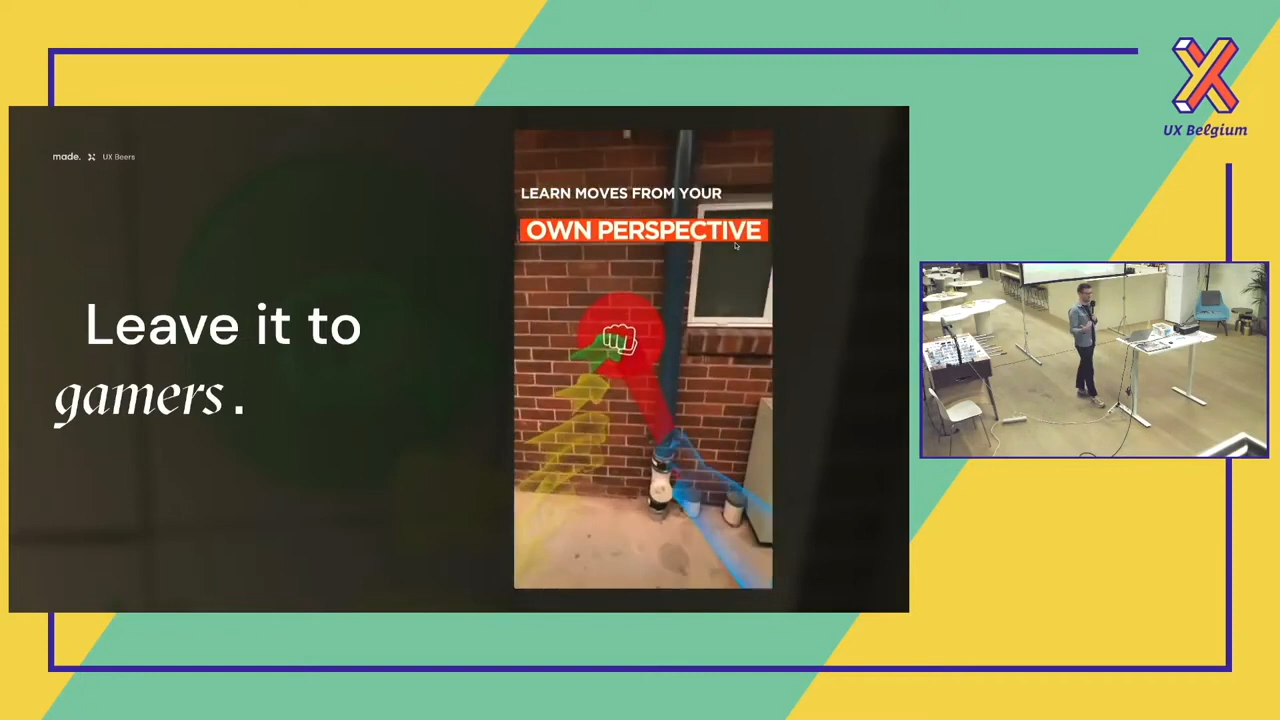 made. UX Beers
LEARN MOVES FROM YOUR
OWN PERSPECTIVE
Leave it to
gamers.
UX Belgium